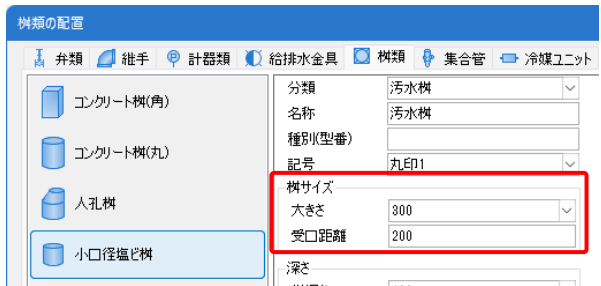 桝類の配置
弁類 継手 計器類 給排水金具 桝類 集合管 冷媒ユニット
コンクリート桝(角)
コンクリート桝(丸)
人孔桝
小口径塩ビ桝
分類 汚水桝
名称 汚水桝
種別(型番)
記号 丸印1
桝サイズ
大きさ 300
受口距離 200
深さ